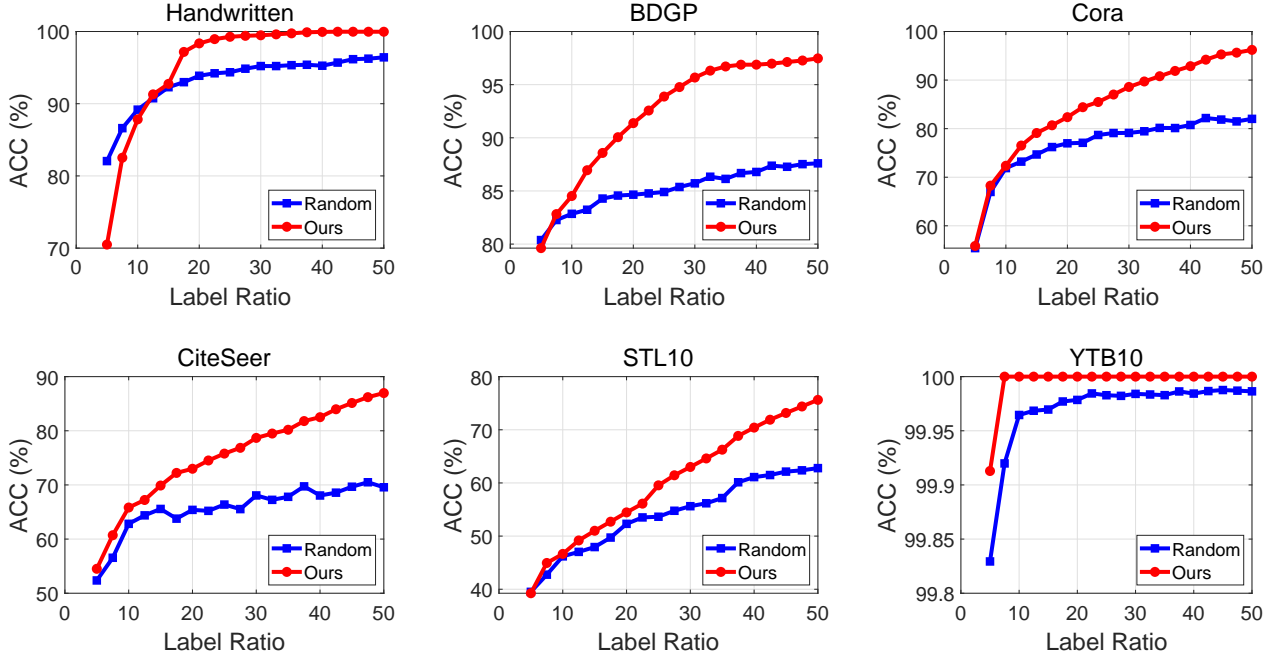 Handwritten
ACC (%)
100
90
80
70
0 10 20 30 40 50
Label Ratio
Random
Ours
BDGP
ACC (%)
100
95
90
85
80
0 10 20 30 40 50
Label Ratio
Random
Ours
Cora
ACC (%)
100
90
80
70
60
0 10 20 30 40 50
Label Ratio
Random
Ours
CiteSeer
ACC (%)
90
80
70
60
50
0 10 20 30 40 50
Label Ratio
Random
Ours
STL10
ACC (%)
80
70
60
50
40
0 10 20 30 40 50
Label Ratio
Random
Ours
YTB10
ACC (%)
100
99.95
99.9
99.85
99.8
0 10 20 30 40 50
Label Ratio
Random
Ours